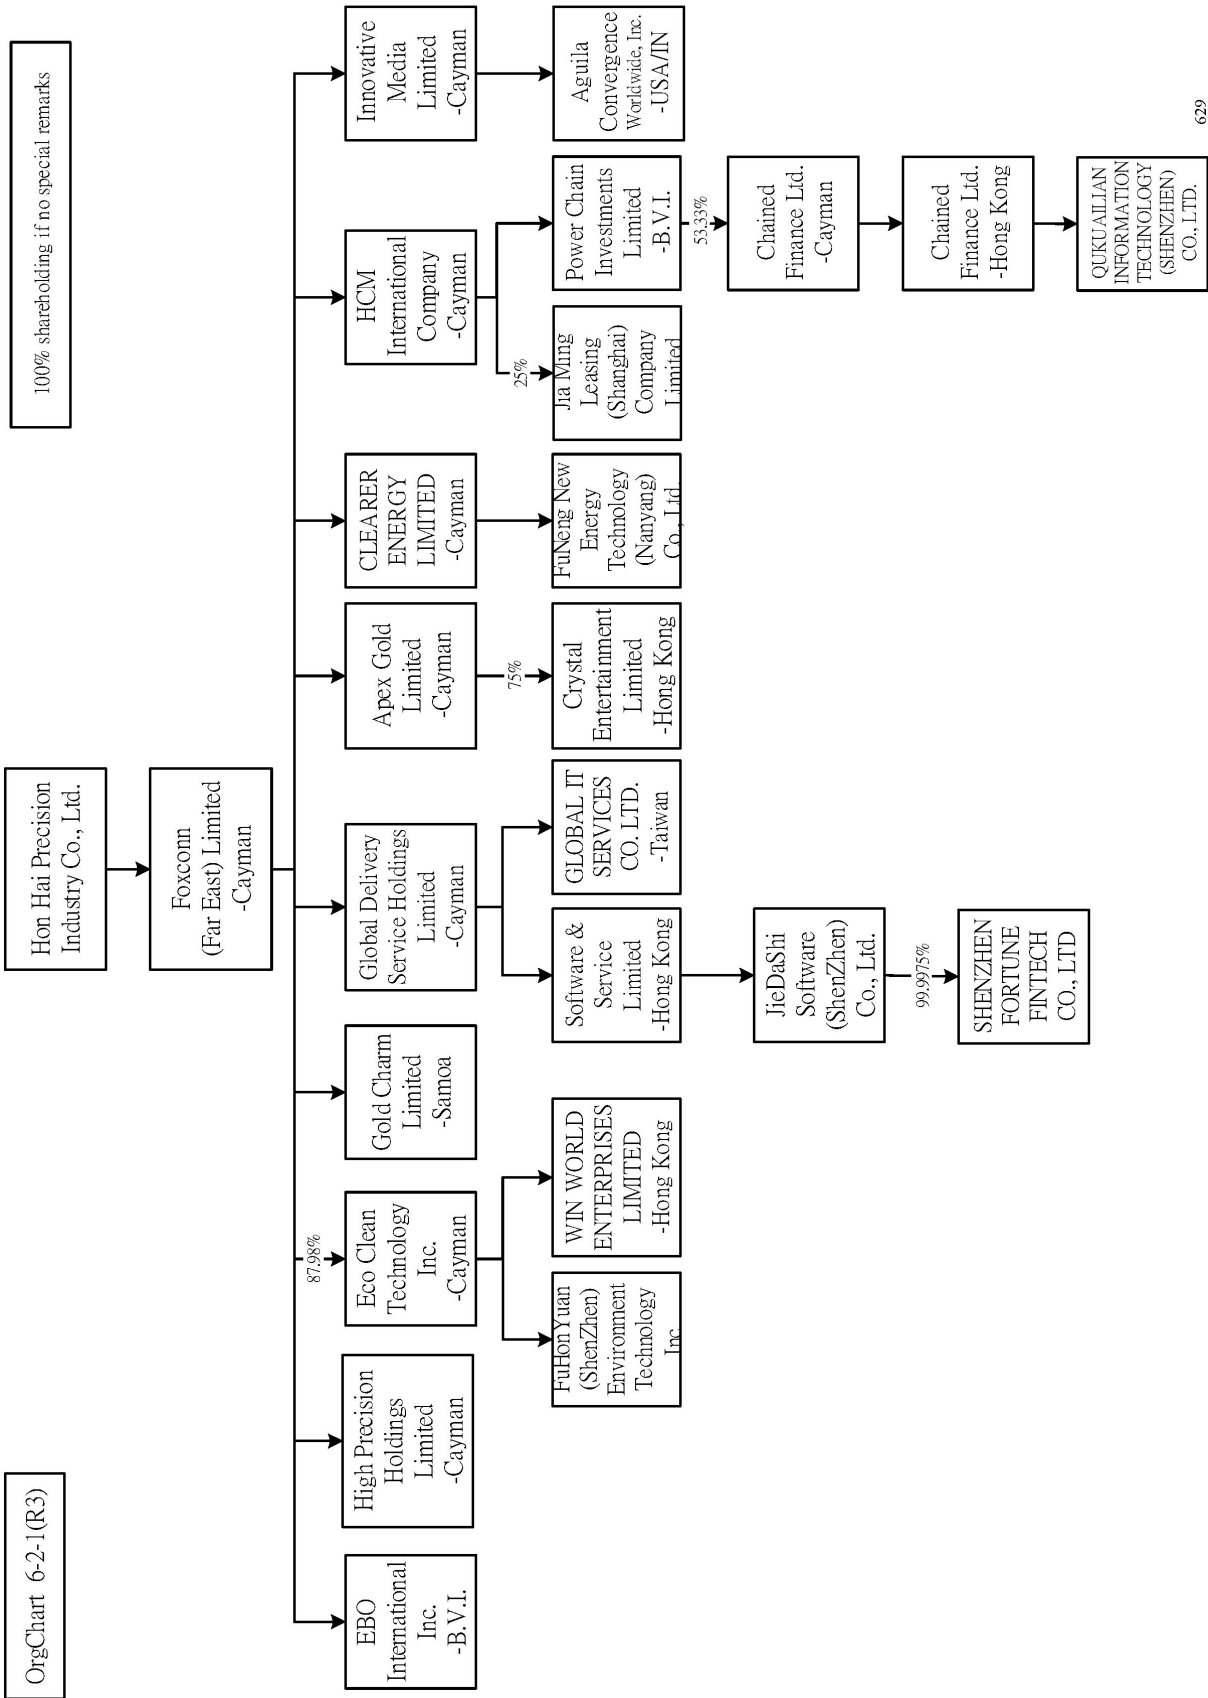 OrgChart 6-2-1(R3)
100% shareholding if no special remarks
Hon Hai Precision
Industry Co., Ltd.
Foxconn
(Far East) Limited
-Cayman
87.98%
EBO
International
Inc.
-B.V.I.
High Precision
Holdings
Limited
-Cayman
Eco Clean
Technology
Inc.
-Cayman
Gold Charm
Limited
-Samoa
Global Delivery
Service Holdings
Limited
-Cayman
Apex Gold
Limited
-Cayman
CLEARER
ENERGY
LIMITED
-Cayman
HCM
International
Company
-Cayman
Innovative
Media
Limited
-Cayman
75%
25%
FuHonYuan
(ShenZhen)
Environment
Technology
Inc
WIN WORLD
ENTERPRISES
LIMITED
-Hong Kong
Software &
Service
Limited
-Hong Kong
GLOBAL IT
SERVICES
CO. LTD.
-Taiwan
Crystal
Entertainment
Limited
-Hong Kong
FuNeng New
Energy
Technology
(Nanyang)
Co., Ltd.
Jia Ming
Leasing
(Shanghai)
Company
Limited
Power Chain
Investments
Limited
-B.V.I.
Aguila
Convergence
Worldwide, Inc.
-USA/IN
53.33%
JieDaShi
Software
(ShenZhen)
Co., Ltd.
Chained
Finance Ltd.
-Cayman
99.9975%
SHENZHEN
FORTUNE
FINTECH
CO., LTD
Chained
Finance Ltd.
-Hong Kong
QUKUAILIAN
INFORMATION
TECHNOLOGY
(SHENZHEN)
CO., LTD.
629